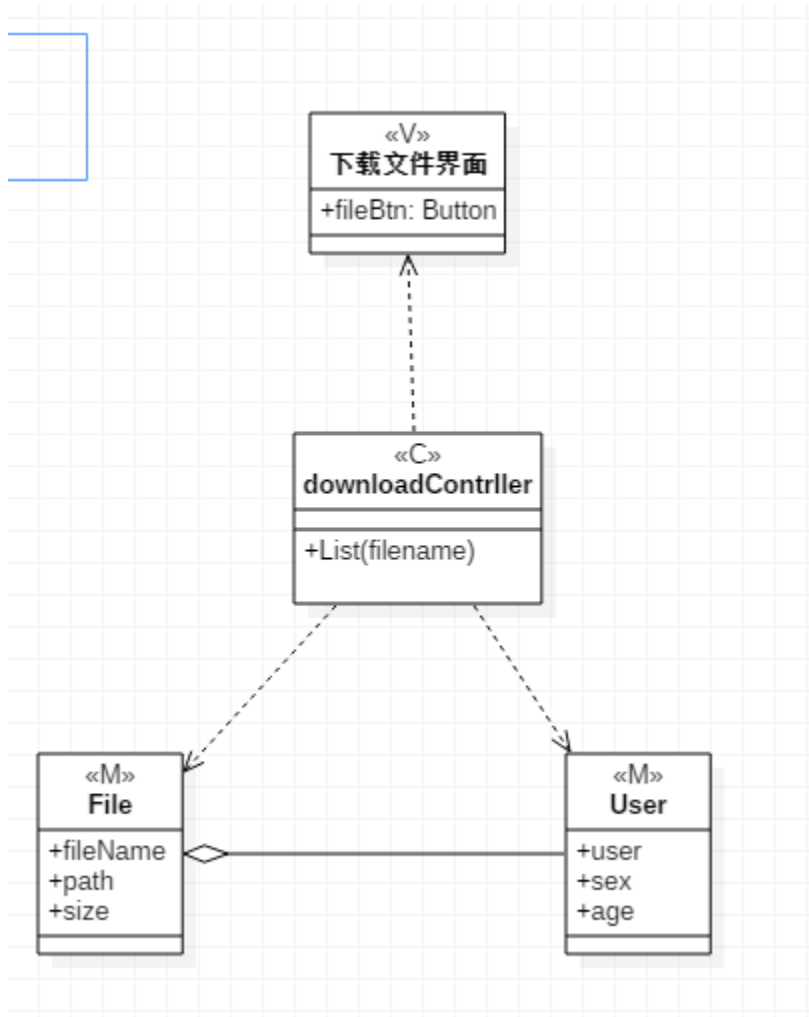 «V»
下载文件界面
+fileBtn: Button
«C»
downloadContrller
+List(filename)
«M»
File
+fileName
+path
+size
«M»
User
+user
+sex
+age